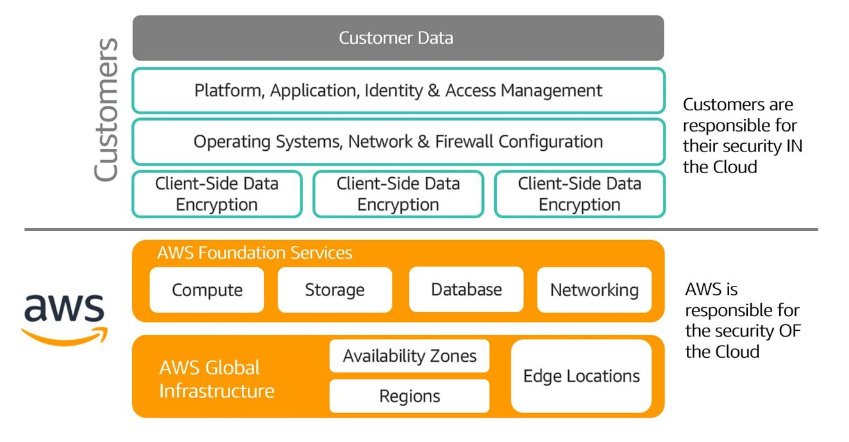 Customers
Customer Data
Platform, Application, Identity & Access Management
Operating Systems, Network & Firewall Configuration
Client-Side Data
Encryption
Client-Side Data
Encryption
Client-Side Data
Encryption
Customers are
responsible for
their security IN
the Cloud
aws
AWS Foundation Services
Compute
Storage
Database
Networking
AWS Global
Infrastructure
Availability Zones
Regions
Edge Locations
AWS is
responsible for
the security OF
the Cloud